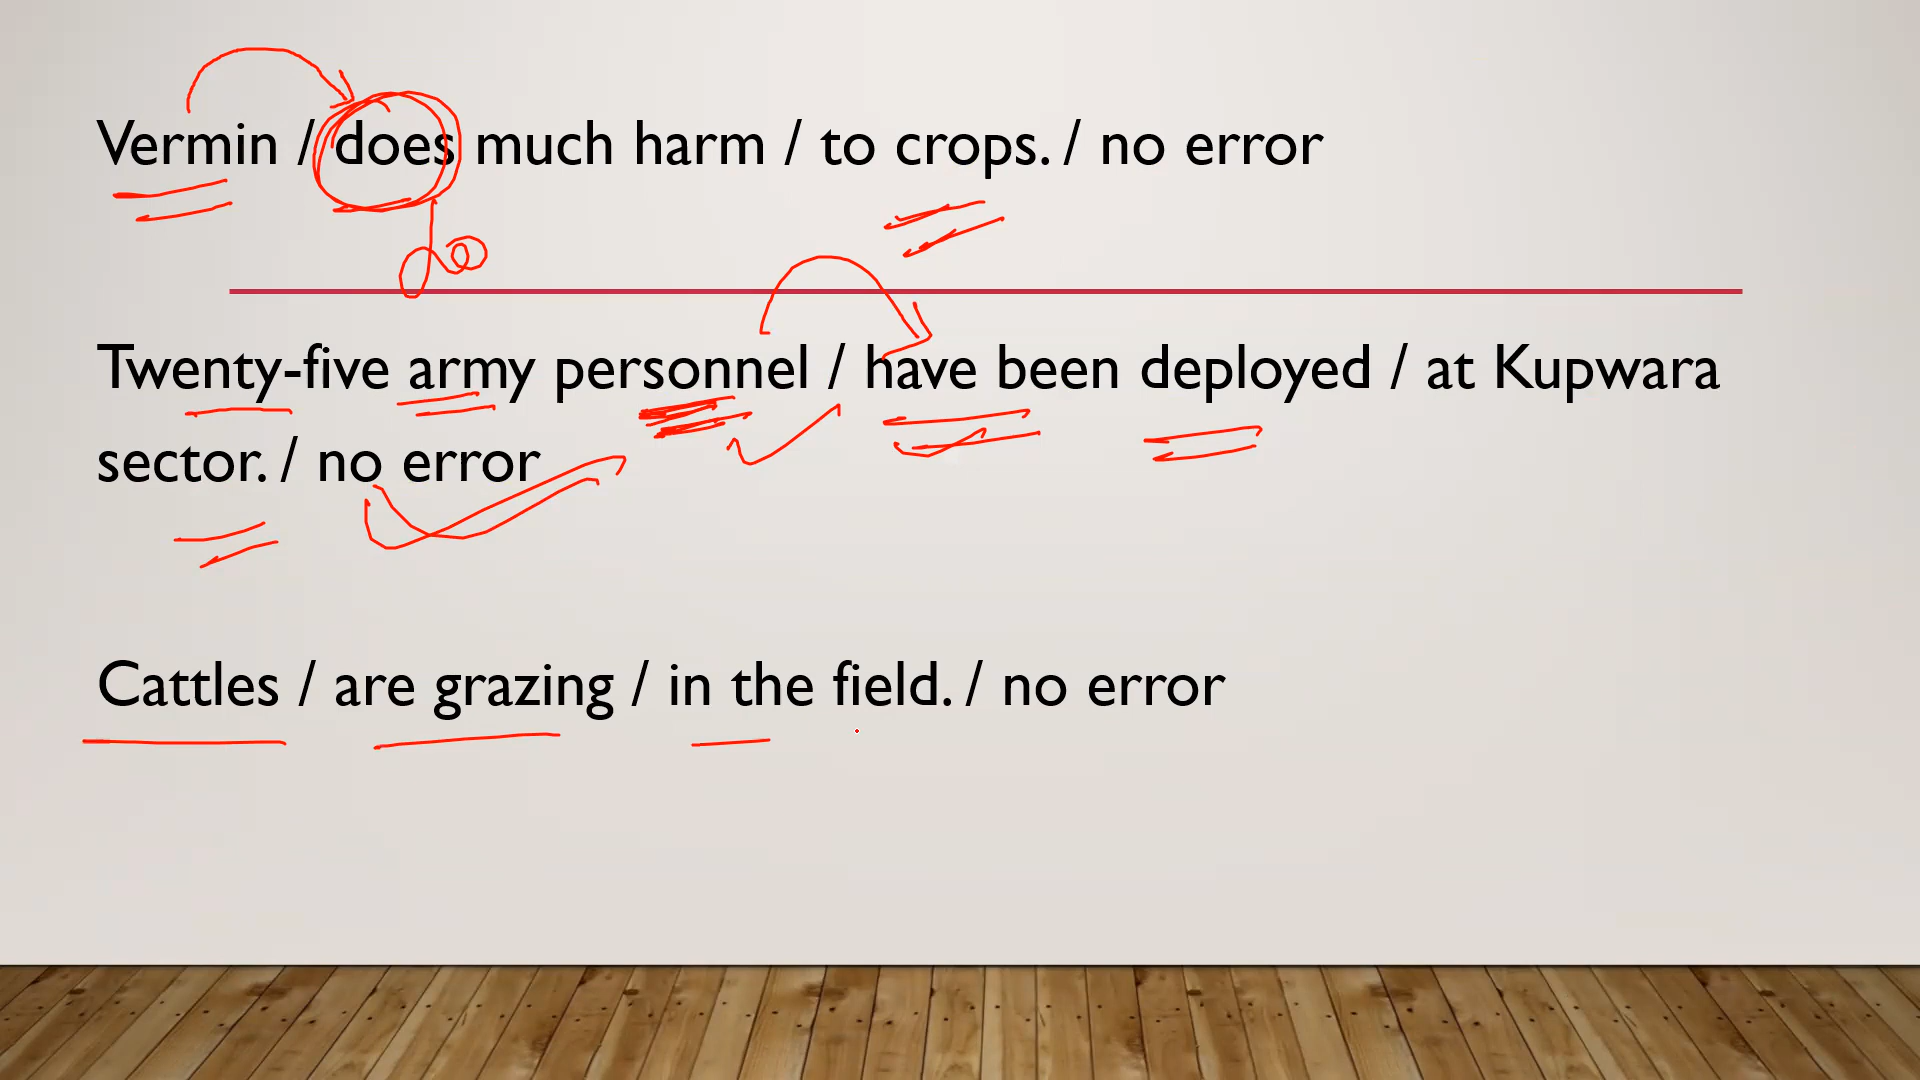 Vermin / does much harm / to crops. / no error
do
Twenty-five army personnel / have been deployed / at Kupwara
sector. / no error
Cattles / are grazing / in the field. / no error